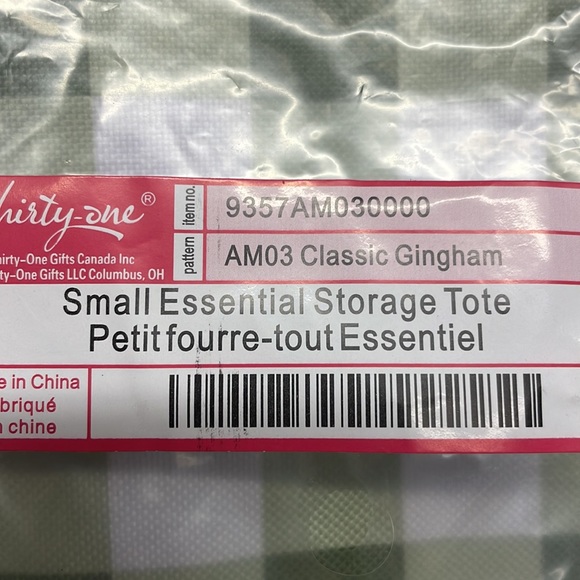 hirty-one®
hirty-One Gifts Canada Inc
ty-One Gifts LLC Columbus, OH
item no.
9357AM030000
pattern
AM03 Classic Gingham
Small Essential Storage Tote
Petit fourre-tout Essentiel
e in China
briqué
chine